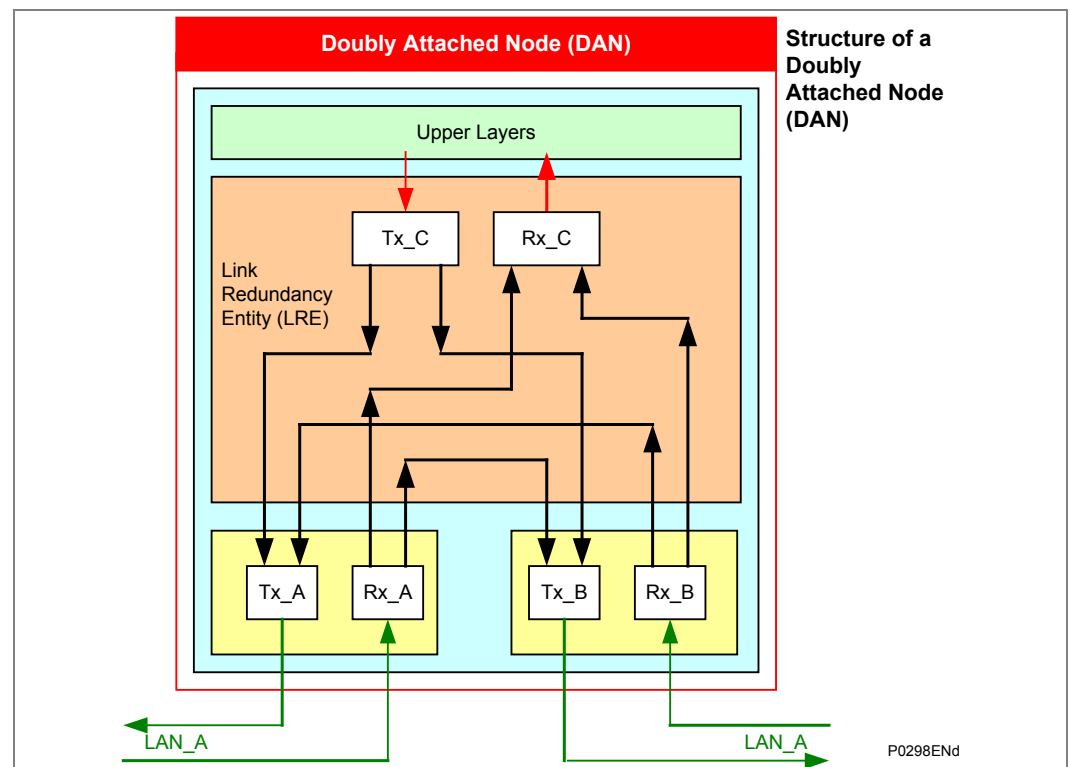 Doubly Attached Node (DAN)
Structure of a
Doubly
Attached Node
(DAN)
Upper Layers
Tx_C
Rx_C
Link
Redundancy
Entity (LRE)
Tx_A
Rx_A
Tx_B
Rx_B
LAN_A
LAN_A
P0298ENd